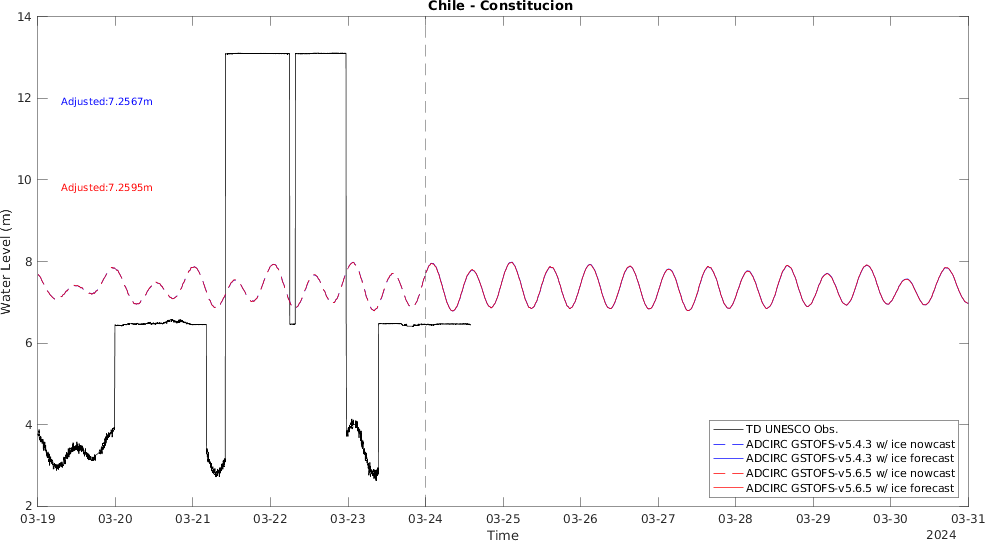 Chile - Constitucion
14
12
10
8
6
4
2
Water Level (m)
Adjusted:7.2567m
Adjusted:7.2595m
TD UNESCO Obs.
ADCIRC GSTOFS-v5.4.3 w/ ice nowcast
ADCIRC GSTOFS-v5.4.3 w/ ice forecast
ADCIRC GSTOFS-v5.6.5 w/ ice nowcast
ADCIRC GSTOFS-v5.6.5 w/ ice forecast
03-19 03-20 03-21 03-22 03-23 03-24 03-25 03-26 03-27 03-28 03-29 03-30 03-31
Time
2024